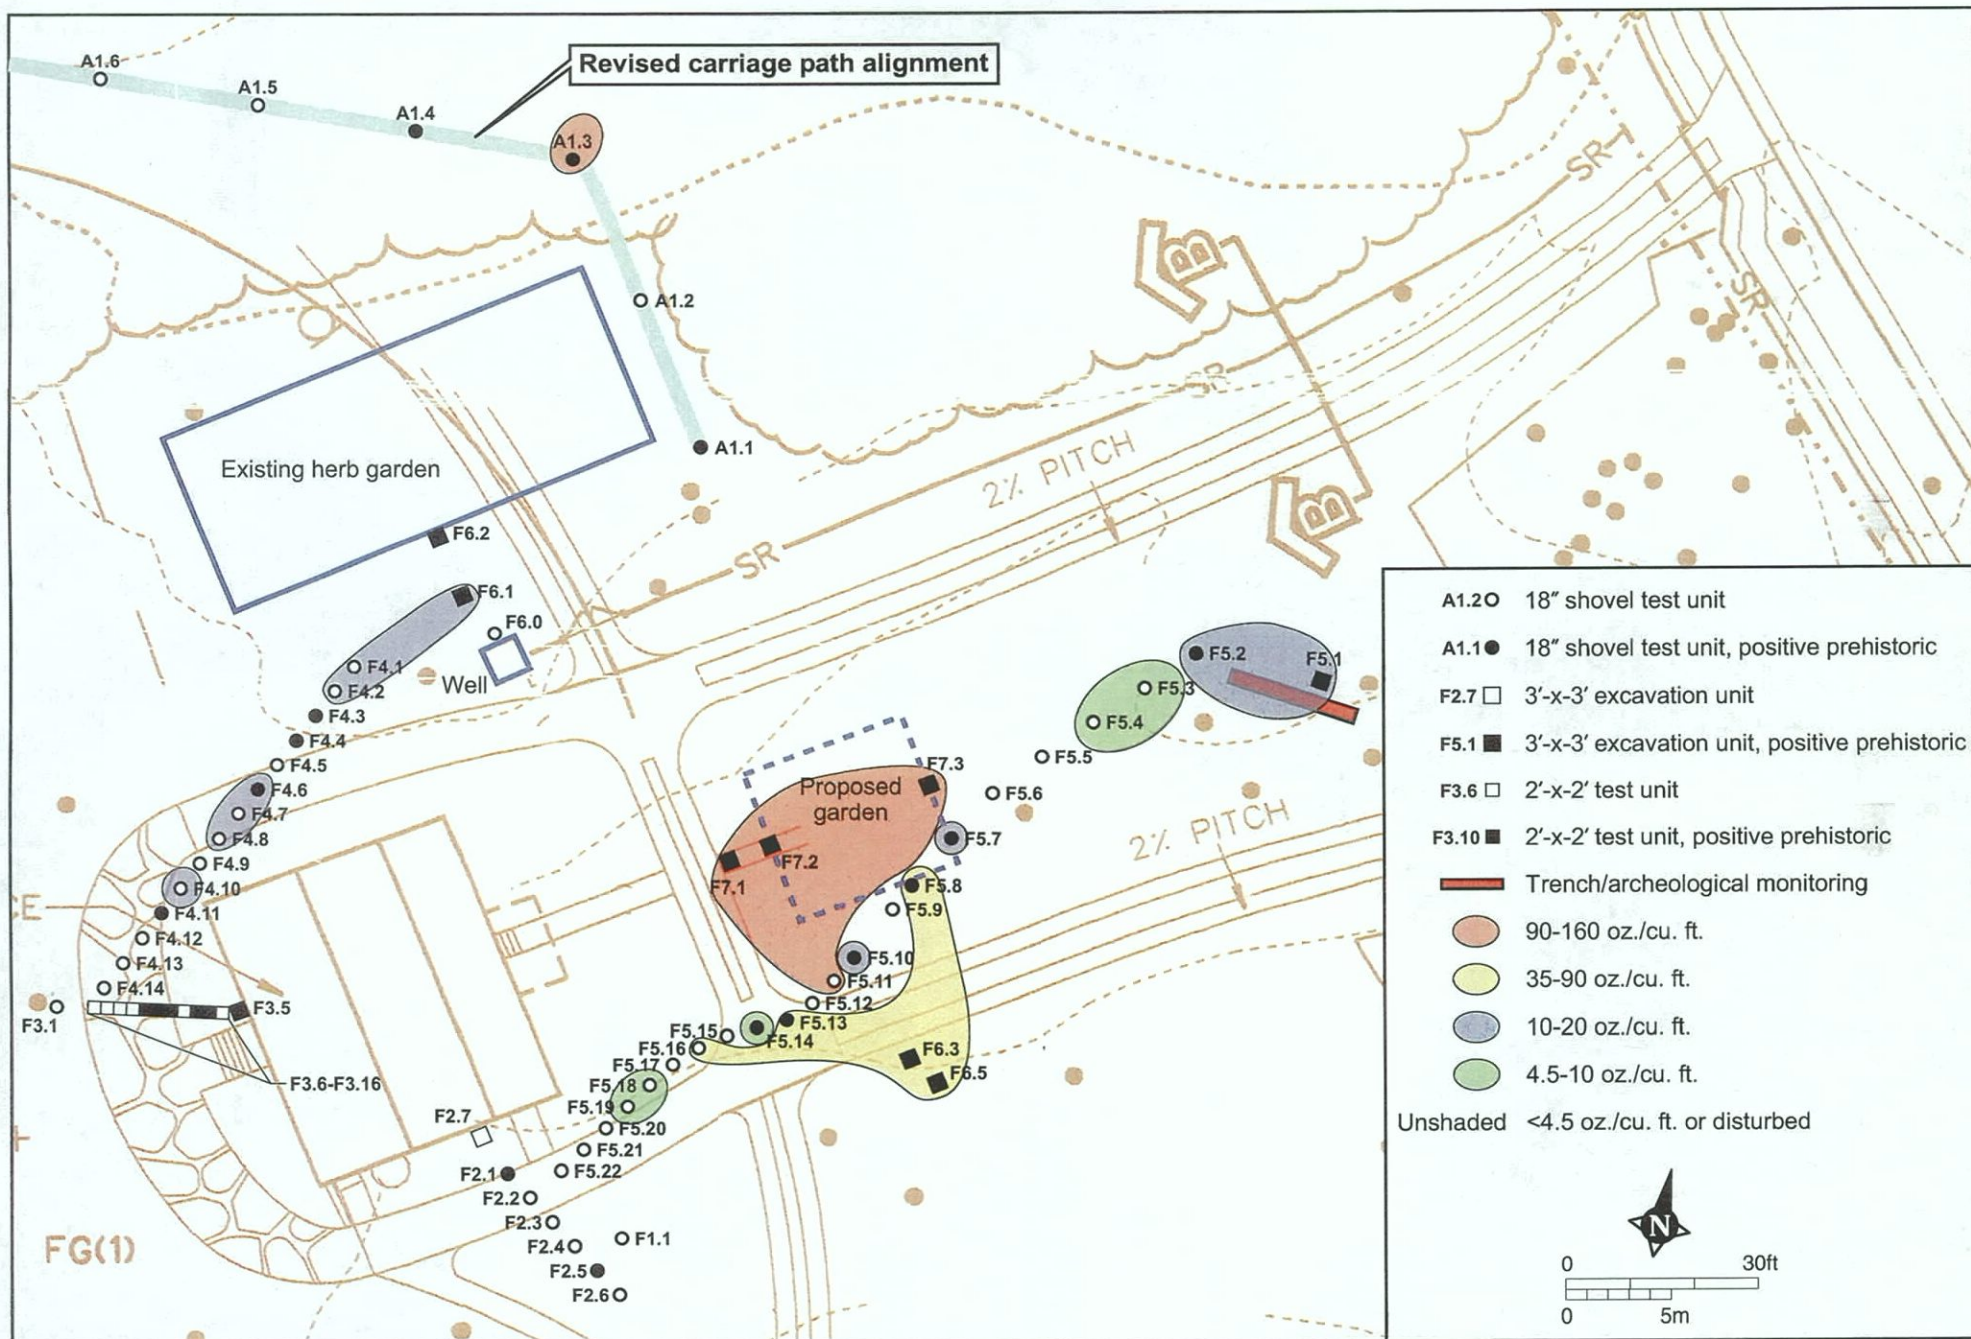 Revised carriage path alignment
A1.6
A1.5
A1.4
A1.3
A1.2
A1.1
Existing herb garden
F6.2
F6.1
F6.0
Well
F4.1
F4.2
F4.3
F4.4
F4.5
F4.6
F4.7
F4.8
F4.9
F4.10
F4.11
F4.12
F4.13
F4.14
F3.1
F3.5
F3.6-F3.16
E
FG(1)
SR
SR
SR
SR
B
B
2% PITCH
2% PITCH
F5.1
F5.2
F5.3
F5.4
F5.5
F5.6
Proposed
garden
F7.3
F7.2
F7.1
F5.7
F5.8
F5.9
F5.10
F5.11
F5.12
F5.13
F5.14
F5.15
F5.16
F5.17
F5.18
F5.19
F5.20
F5.21
F5.22
F6.3
F6.5
F2.7
F2.1
F2.2
F2.3
F2.4
F2.5
F2.6
F1.1
A1.2 18″ shovel test unit
A1.1 18″ shovel test unit, positive prehistoric
F2.7 3′-x-3′ excavation unit
F5.1 3′-x-3′ excavation unit, positive prehistoric
F3.6 2′-x-2′ test unit
F3.10 2′-x-2′ test unit, positive prehistoric
Trench/archeological monitoring
90-160 oz./cu. ft.
35-90 oz./cu. ft.
10-20 oz./cu. ft.
4.5-10 oz./cu. ft.
Unshaded <4.5 oz./cu. ft. or disturbed
N
0 30ft
0 5m